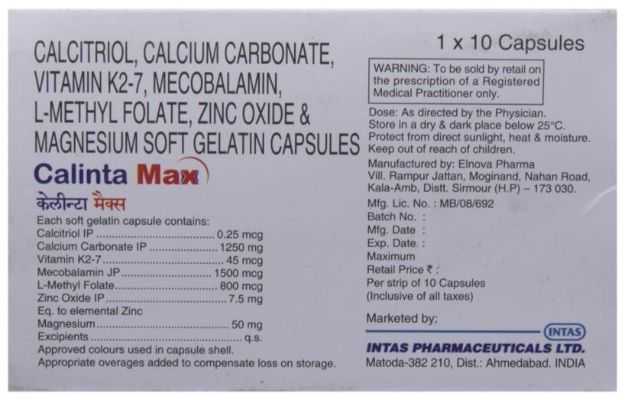 CALCITRIOL, CALCIUM CARBONATE,
VITAMIN K2-7, MECOBALAMIN,
L-METHYL FOLATE, ZINC OXIDE &
MAGNESIUM SOFT GELATIN CAPSULES
Calinta Max
केलीन्टा मैक्स
Each soft gelatin capsule contains:
Calcitriol IP ........................... 0.25 mcg
Calcium Carbonate IP ................. 1250 mg
Vitamin K2-7 ........................... 45 mcg
Mecobalamin JP ..................... 1500 mcg
L-Methyl Folate ....................... 800 mcg
Zinc Oxide IP ........................... 7.5 mg
Eq. to elemental Zinc
Magnesium ............................. 50 mg
Excipients ............................... q.s.
Approved colours used in capsule shell.
Appropriate overages added to compensate loss on storage.
1 x 10 Capsules
WARNING: To be sold by retail on
the prescription of a Registered
Medical Practitioner only.
Dose: As directed by the Physician.
Store in a dry & dark place below 25°C.
Protect from direct sunlight, heat & moisture.
Keep out of reach of children.
Manufactured by: Elnova Pharma
Vill. Rampur Jattan, Moginand, Nahan Road,
Kala-Amb, Distt. Sirmour (H.P) – 173 030.
Mfg. Lic. No. : MB/08/692
Batch No. :
Mfg. Date :
Exp. Date. :
Maximum
Retail Price ₹ :
Per strip of 10 Capsules
(Inclusive of all taxes)
Marketed by:
INTAS
INTAS PHARMACEUTICALS LTD.
Matoda-382 210, Dist.: Ahmedabad. INDIA